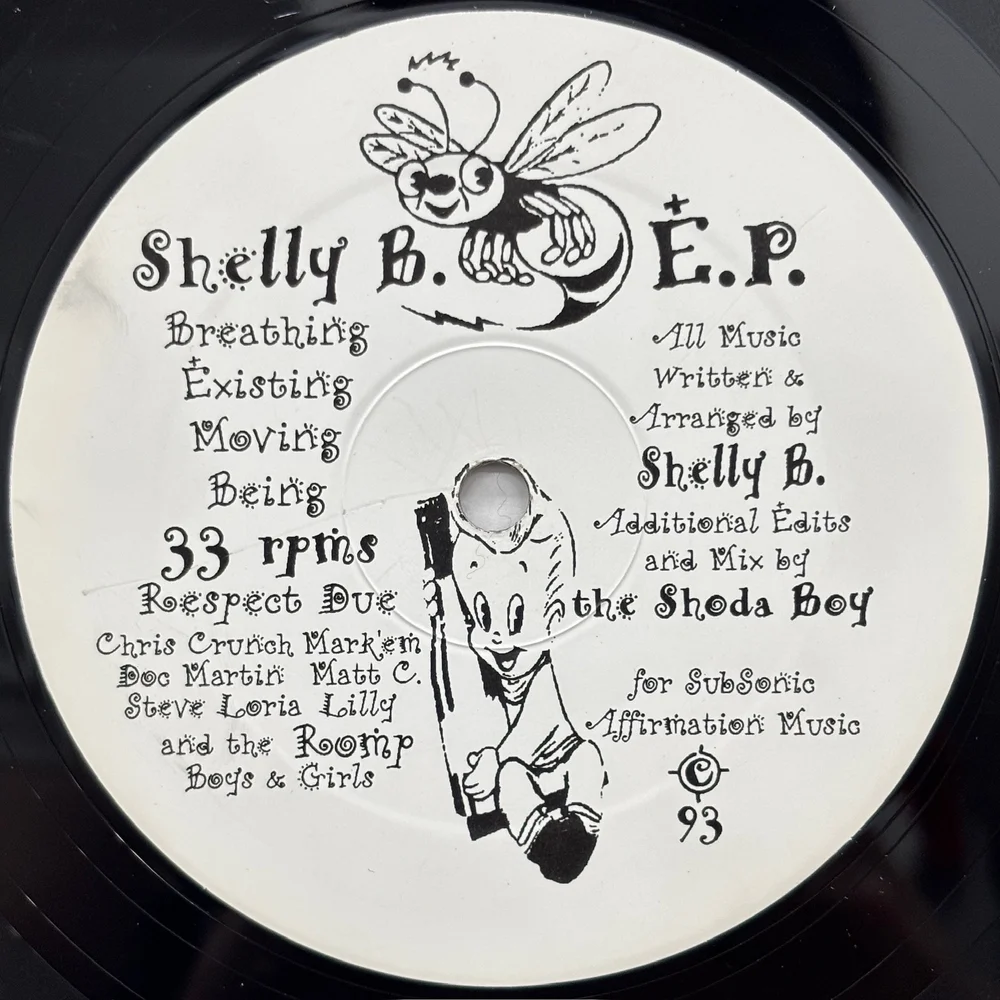 Shelly B. E.P.
Breathing
Existing
Moving
Being
33 rpms
Respect Due
Chris Crunch Mark'em
Doc Martin Matt C.
Steve Loria Lilly
and the Romp
Boys & Girls
All Music
Written &
Arranged by
Shelly B.
Additional Edits
and Mix by
the Shoda Boy
for SubSonic
Affirmation Music
©
93